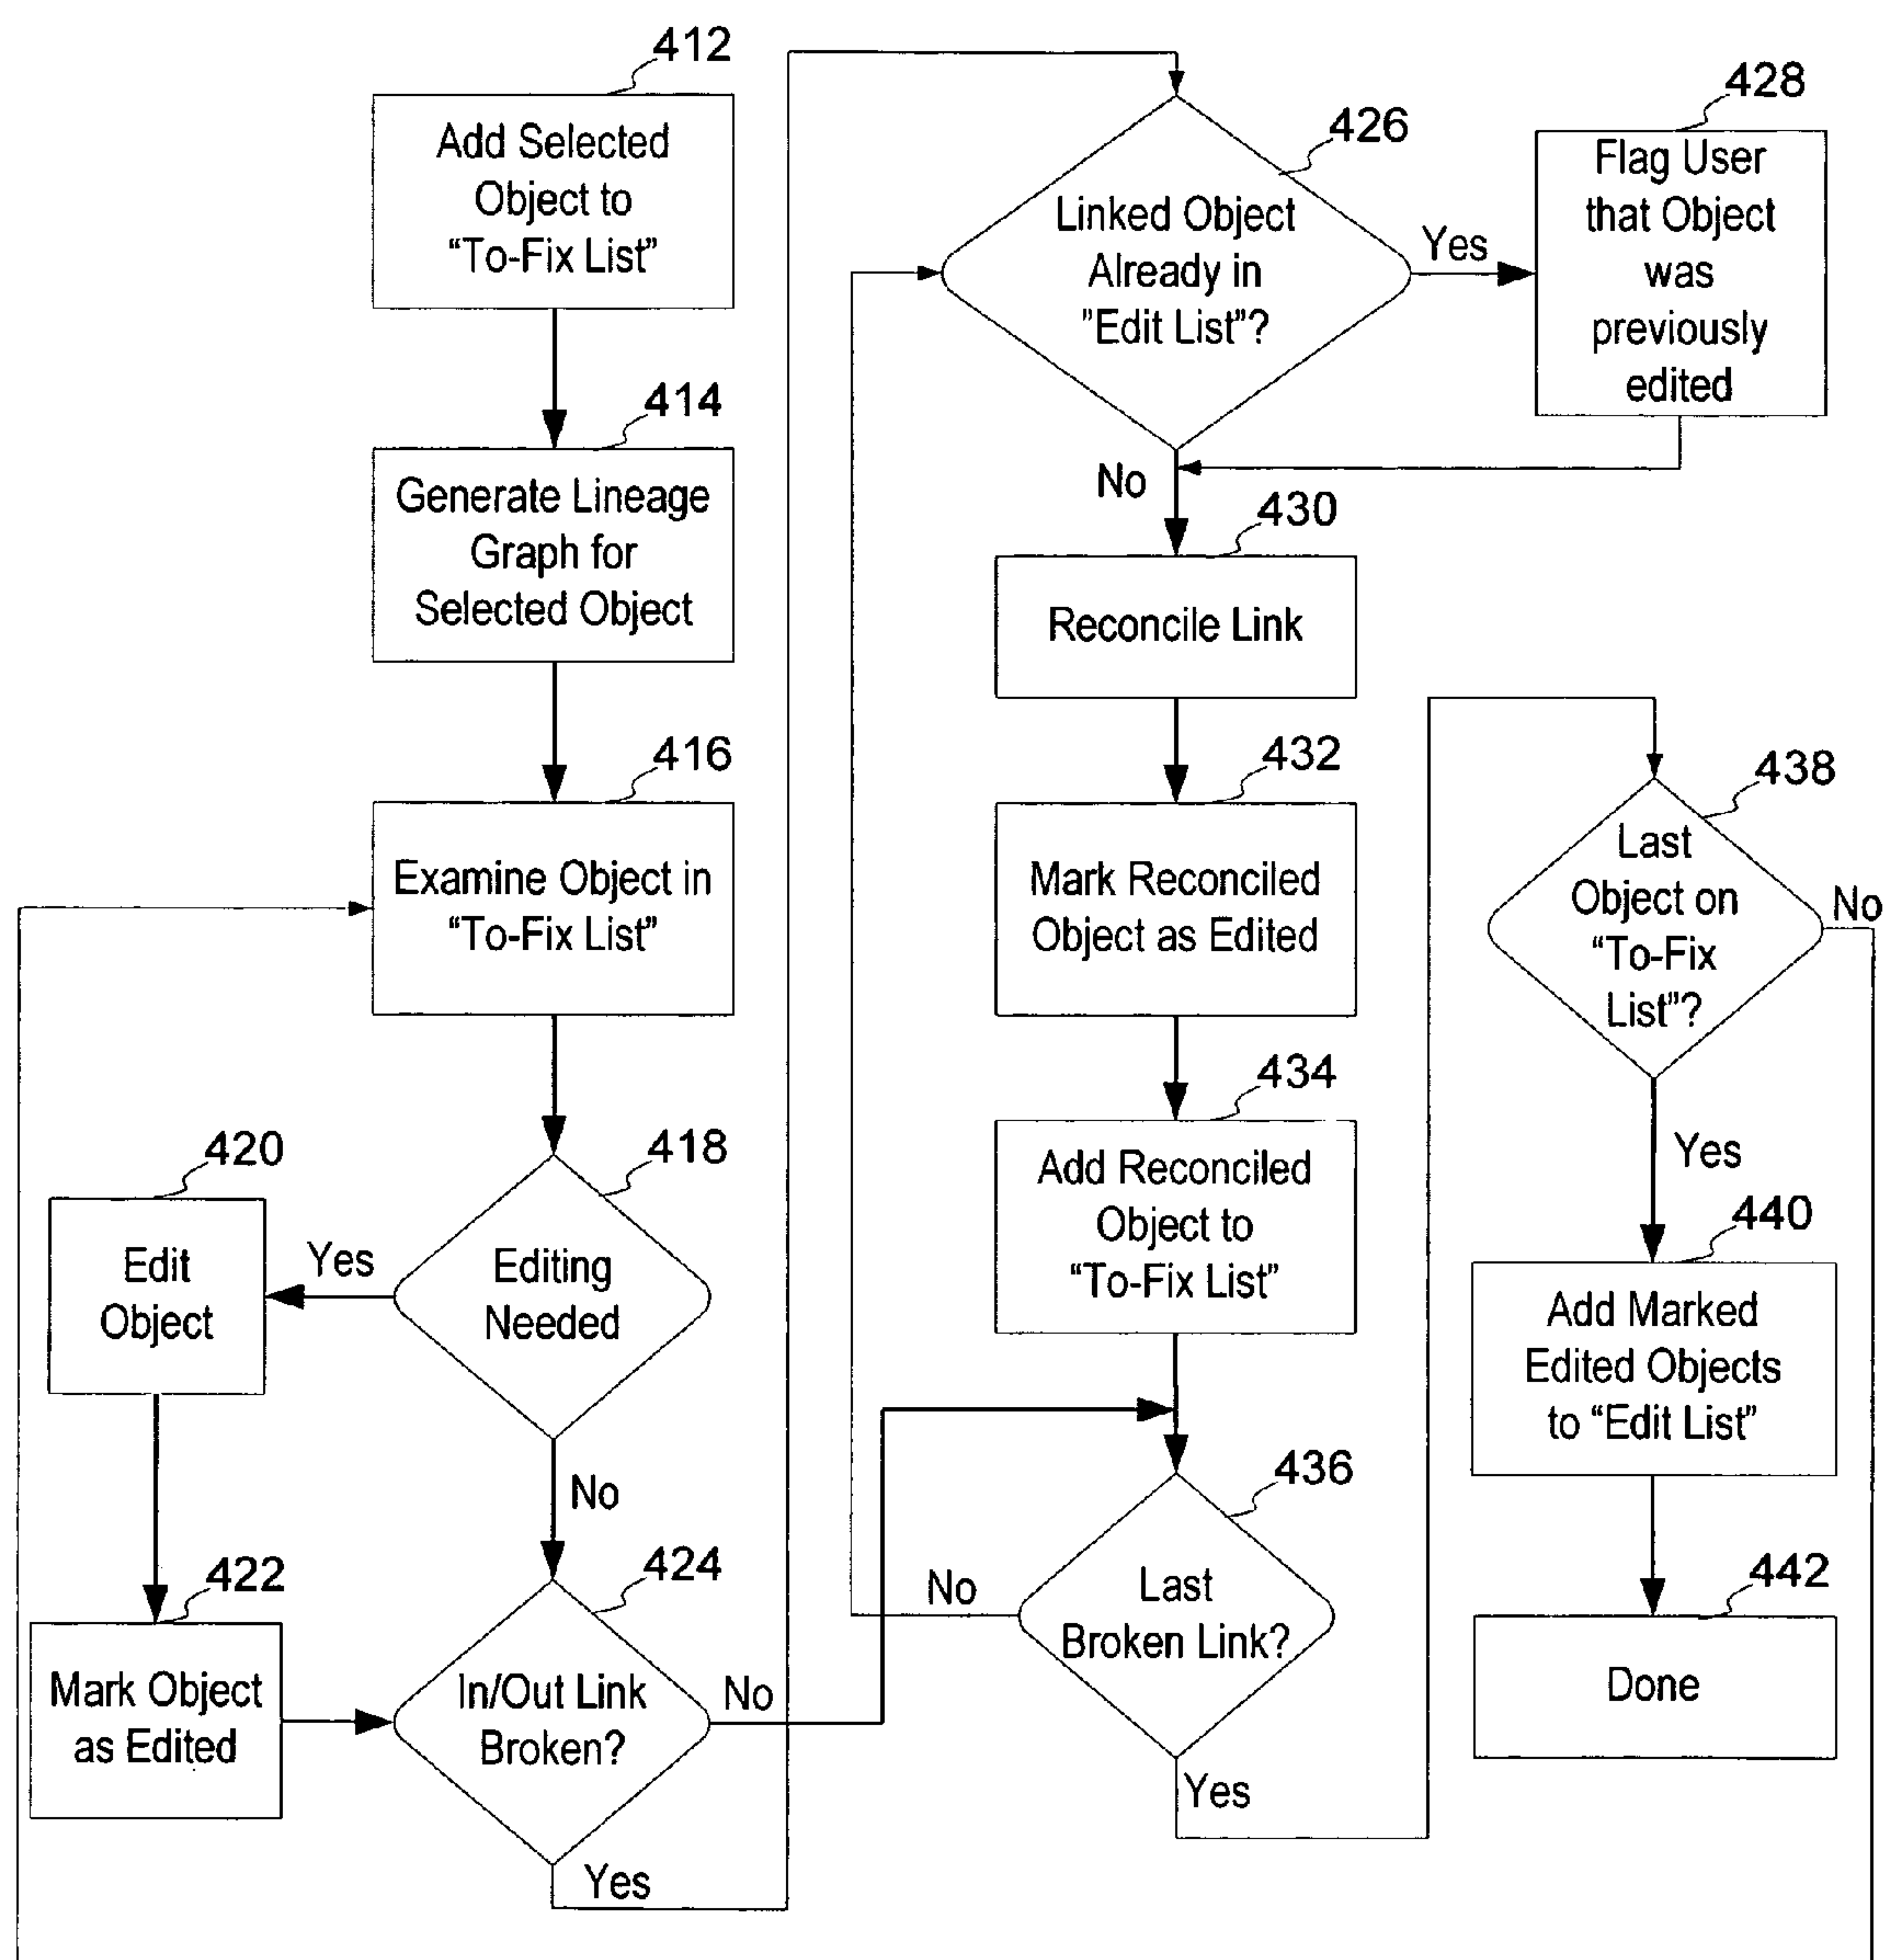 412
Add Selected
Object to
“To-Fix List”
414
Generate Lineage
Graph for
Selected Object
416
Examine Object in
“To-Fix List”
418
Editing
Needed
Yes
No
420
Edit
Object
422
Mark Object
as Edited
424
In/Out Link
Broken?
No
Yes
426
Linked Object
Already in
”Edit List”?
Yes
No
428
Flag User
that Object
was
previously
edited
430
Reconcile Link
432
Mark Reconciled
Object as Edited
434
Add Reconciled
Object to
“To-Fix List”
436
Last
Broken Link?
No
Yes
438
Last
Object on
“To-Fix
List”?
No
Yes
440
Add Marked
Edited Objects
to “Edit List”
442
Done